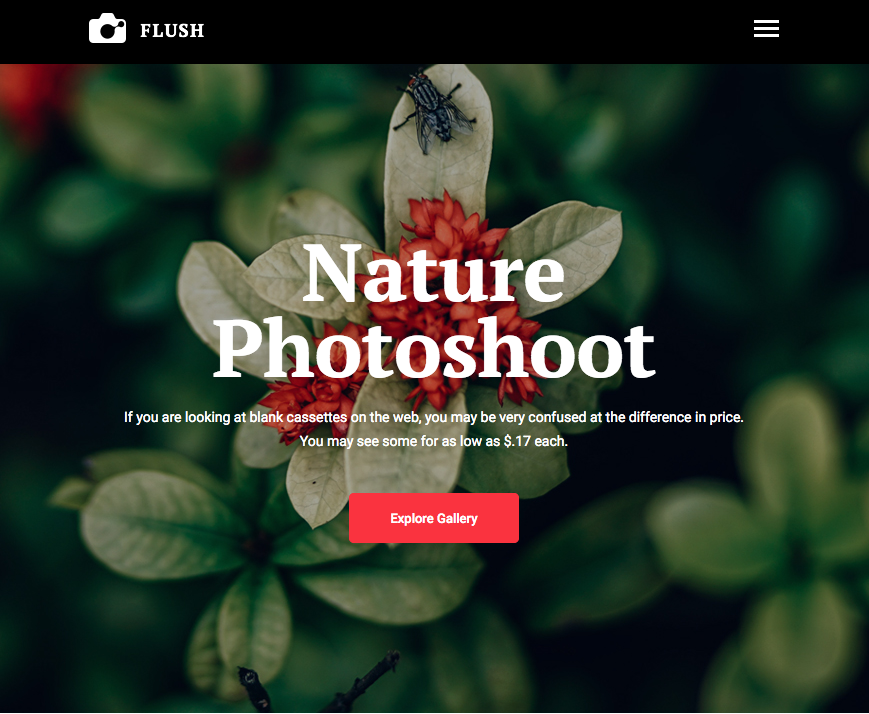 FLUSH
Nature
Photoshoot
If you are looking at blank cassettes on the web, you may be very confused at the difference in price.
You may see some for as low as $.17 each.
Explore Gallery